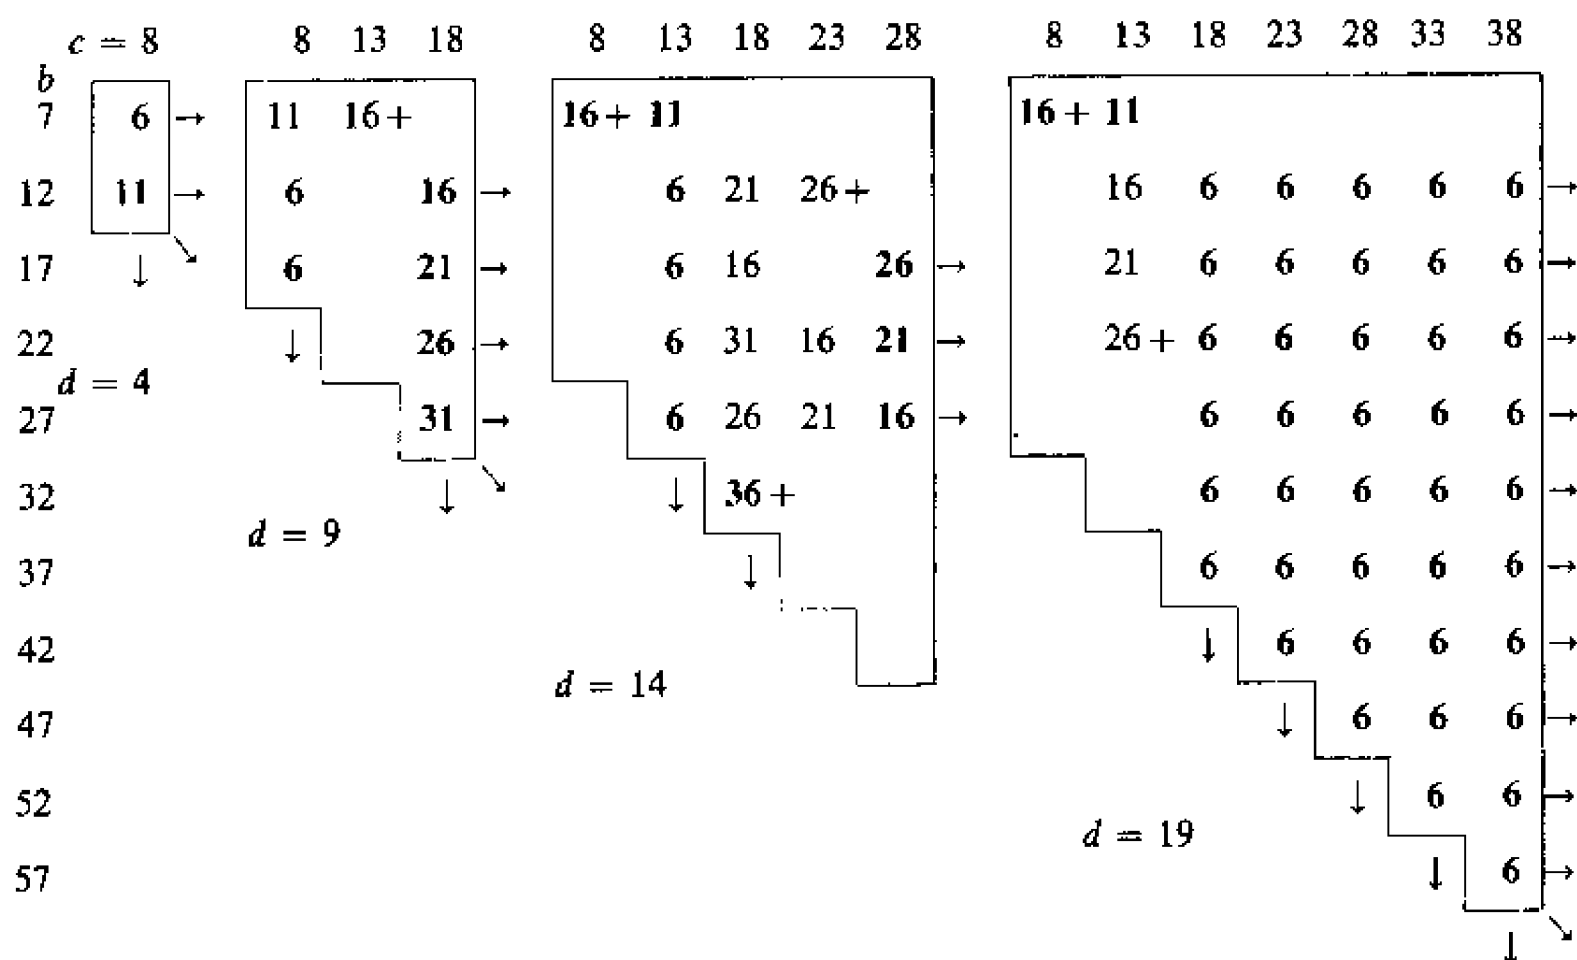 c = 8 8 13 18 8 13 18 23 28 8 13 18 23 28 33 38
b
7 6 → 11 16+ 16+ 11 16+ 11
12 11 → 6 16 → 6 21 26+ 16 6 6 6 6 6 →
17 ↓ ↘ 6 21 → 6 16 26 → 21 6 6 6 6 6 →
22 ↓ 26 → 6 31 16 21 → 26+ 6 6 6 6 6 →
d = 4
27 31 → 6 26 21 16 → 6 6 6 6 6 →
32 ↓ ↘ ↓ 36+ 6 6 6 6 6 →
d = 9
37 ↓ 6 6 6 6 6 →
42 ↓ 6 6 6 6 →
d = 14
47 ↓ 6 6 6 →
52 ↓ 6 6 →
d = 19
57 ↓ 6 →
↓ ↘